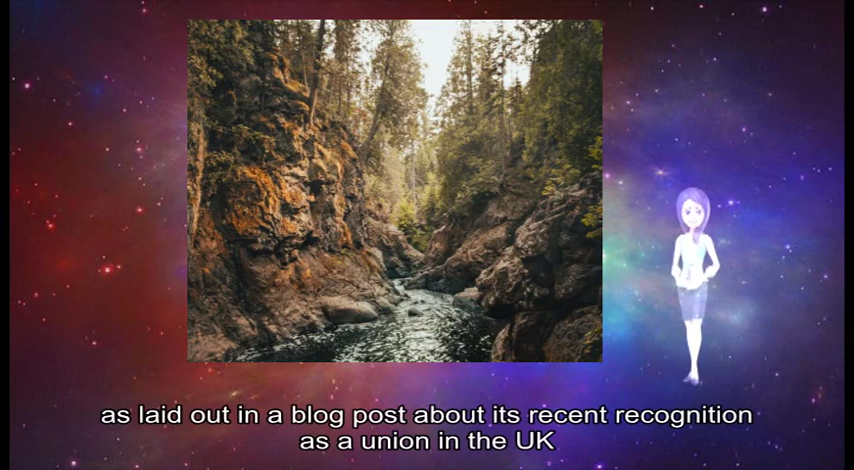 as laid out in a blog post about its recent recognition
as a union in the UK